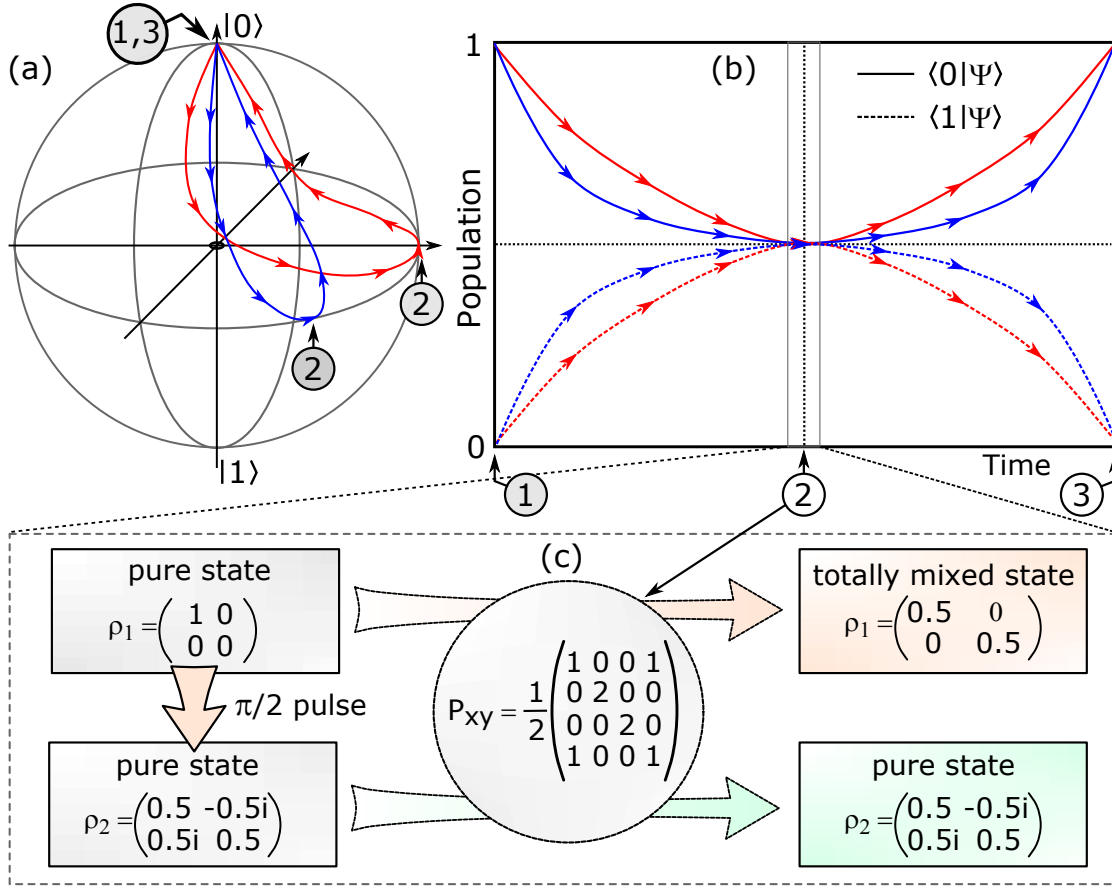 1,3
|0⟩
(a)
2
2
|1⟩
1
(b)
⟨0|Ψ⟩
⟨1|Ψ⟩
Population
0
Time
1
2
3
(c)
pure state
ρ1 = (1 0
0 0)
π/2 pulse
pure state
ρ2 = (0.5 -0.5i
0.5i 0.5)
Pxy = 1/2 (1 0 0 1
0 2 0 0
0 0 2 0
1 0 0 1)
totally mixed state
ρ1 = (0.5 0
0 0.5)
pure state
ρ2 = (0.5 -0.5i
0.5i 0.5)